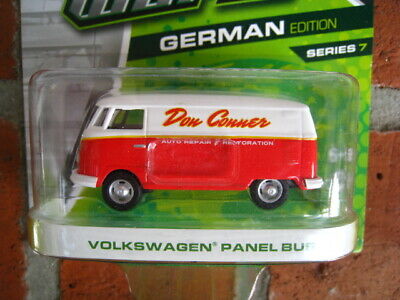 GERMAN EDITION
SERIES 7
Don Conner
AUTO REPAIR & RESTORATION
VOLKSWAGEN® PANEL BUS